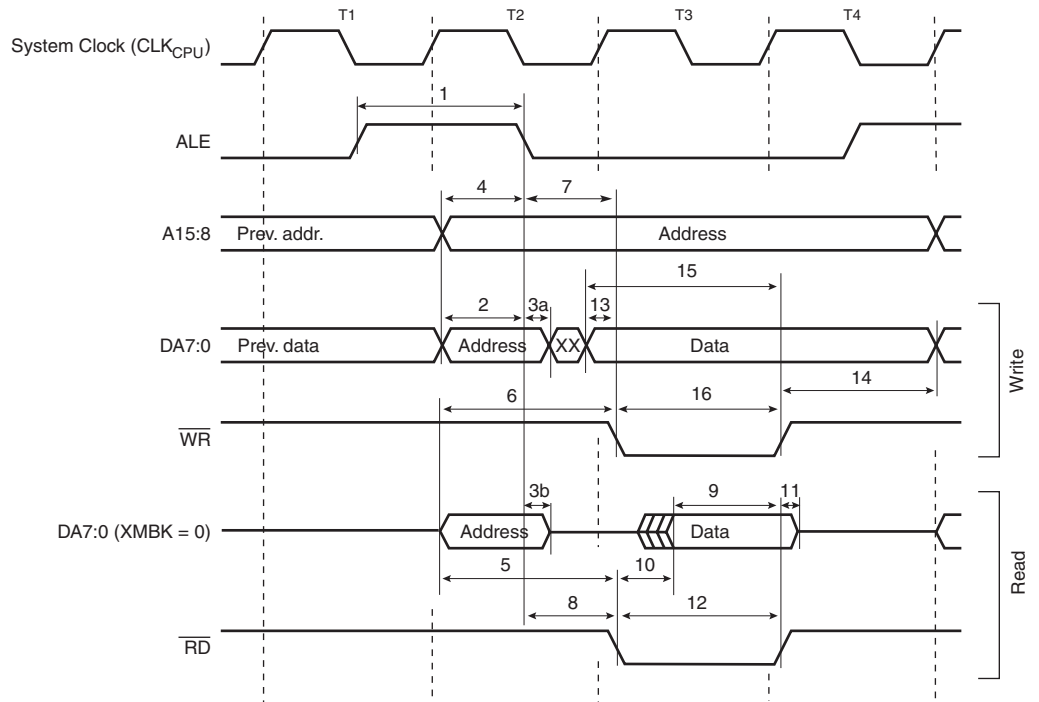 T1 T2 T3 T4
System Clock (CLKCPU)
1
ALE
4 7
A15:8 Prev. addr. Address
15
2 3a 13
DA7:0 Prev. data Address XX Data
14
6 16
WR
Write
3b 9 11
DA7:0 (XMBK = 0) Address Data
5 10
8 12
RD
Read